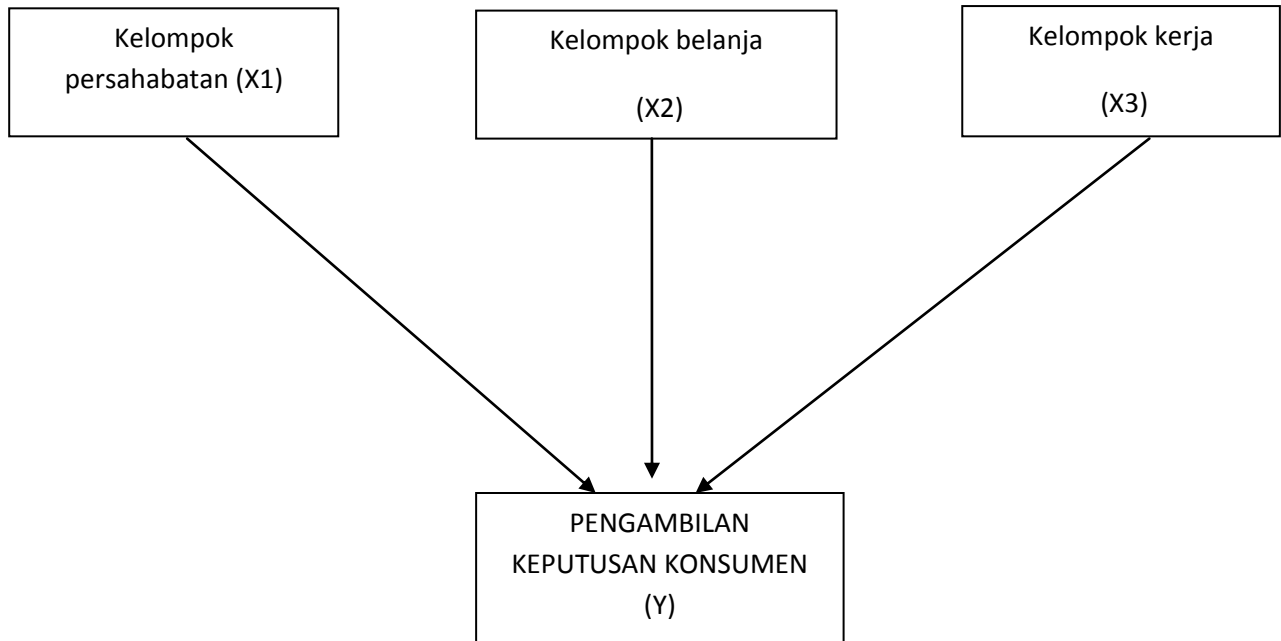 Kelompok
persahabatan (X1)
Kelompok belanja
(X2)
Kelompok kerja
(X3)
PENGAMBILAN
KEPUTUSAN KONSUMEN
(Y)